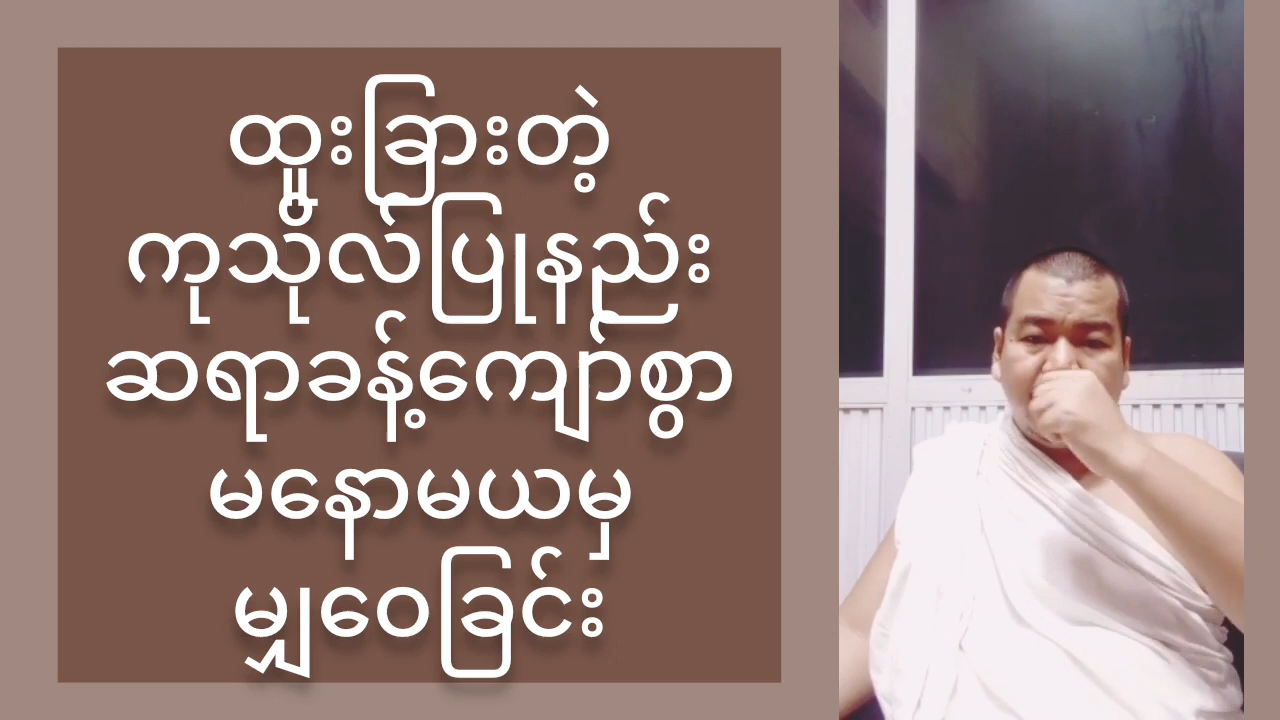 ထူးခြားတဲ့
ကုသိုလ်ပြုနည်း
ဆရာခန့်ကျော်စွာ
မနောမယမှ
မျှဝေခြင်း